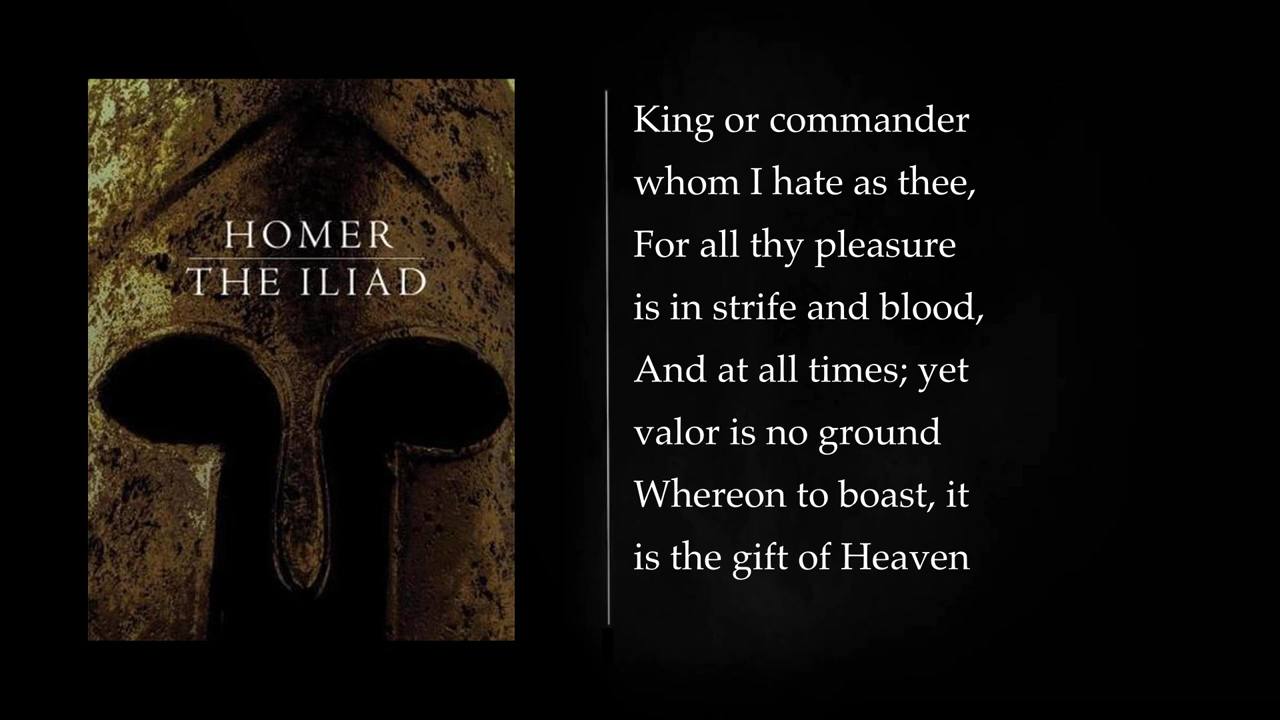 HOMER
THE ILIAD
King or commander
whom I hate as thee,
For all thy pleasure
is in strife and blood,
And at all times; yet
valor is no ground
Whereon to boast, it
is the gift of Heaven